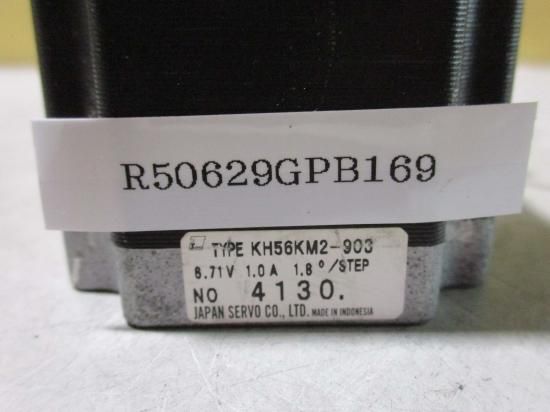 R50629GPB169
TYPE KH56KM2-903
6.71V 1.0A 1.8°/STEP
NO 4130.
JAPAN SERVO CO., LTD. MADE IN INDONESIA